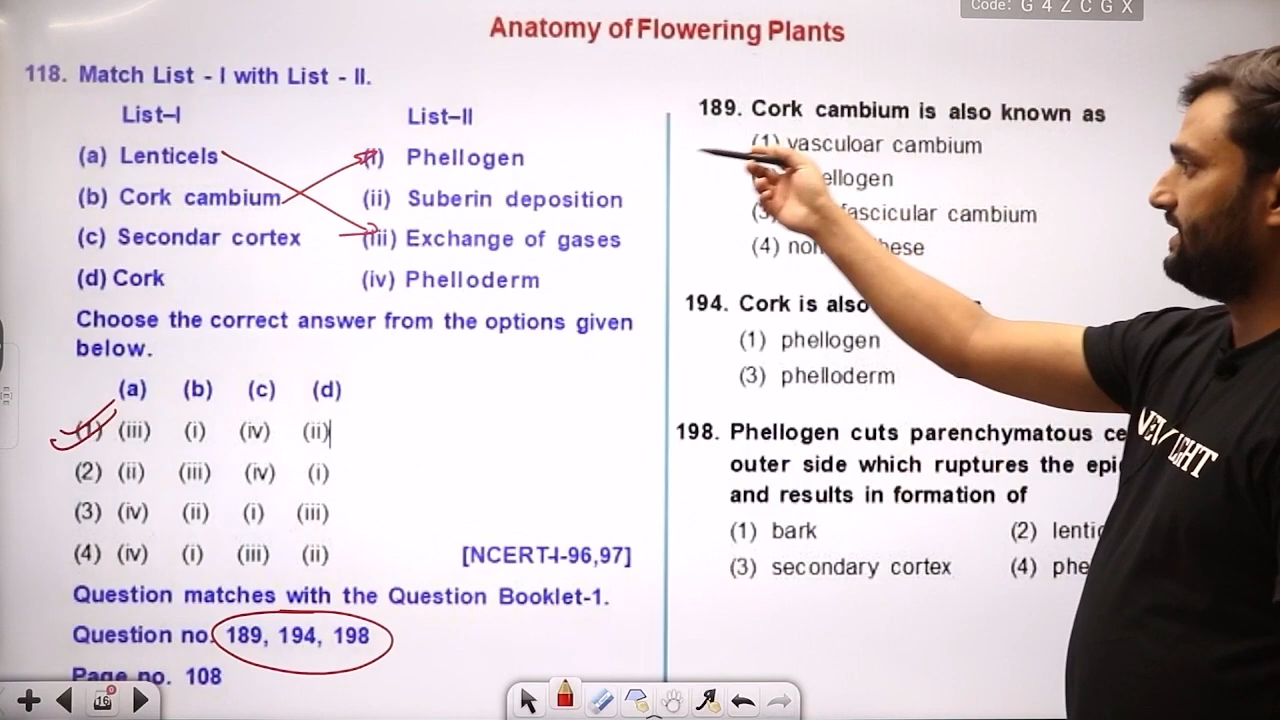 Code: G 4 Z C G X
Anatomy of Flowering Plants
118. Match List - I with List - II.
List–I List–II
(a) Lenticels (i) Phellogen
(b) Cork cambium (ii) Suberin deposition
(c) Secondar cortex (iii) Exchange of gases
(d) Cork (iv) Phelloderm
Choose the correct answer from the options given
below.
(a) (b) (c) (d)
(1) (iii) (i) (iv) (ii)
(2) (ii) (iii) (iv) (i)
(3) (iv) (ii) (i) (iii)
(4) (iv) (i) (iii) (ii)
[NCERT-I-96,97]
Question matches with the Question Booklet-1.
Question no. 189, 194, 198
Page no. 108
189. Cork cambium is also known as
(1) vasculoar cambium
ellogen
fascicular cambium
(4)
194. Cork is also
(1) phellogen
(3) phelloderm
198. Phellogen cuts parenchymatous ce
outer side which ruptures the epi
and results in formation of
(1) bark (2) lentic
(3) secondary cortex (4) phe
NEW LIGHT
16